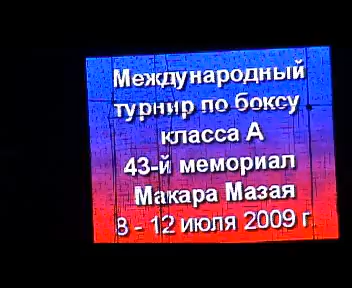 Международный
турнир по боксу
класса А
43-й мемориал
Макара Мазая
8 - 12 июля 2009 г.